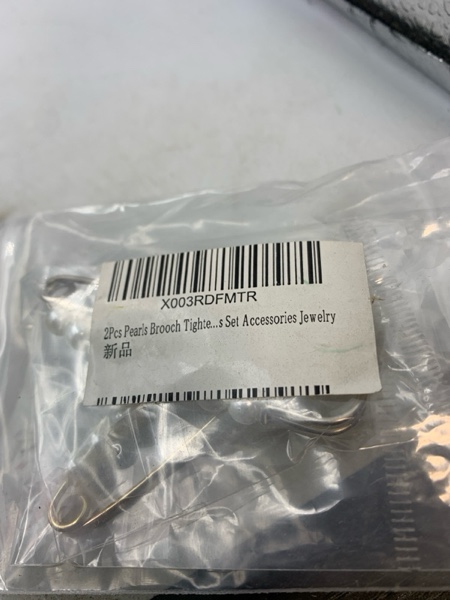 X003RDFMTR
2Pcs Pearls Brooch Tighte...s Set Accessories Jewelry
新品